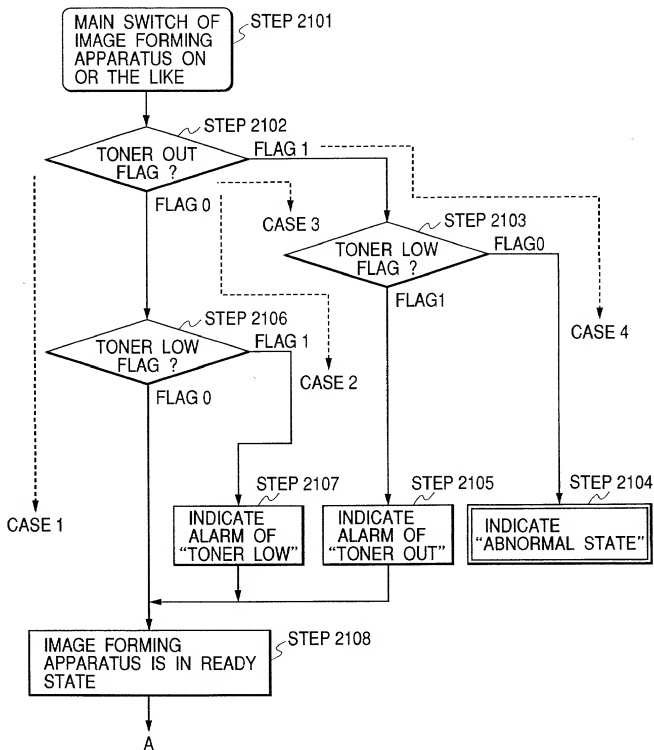 MAIN SWITCH OF
IMAGE FORMING
APPARATUS ON
OR THE LIKE
STEP 2101
STEP 2102
TONER OUT
FLAG ?
FLAG 1
FLAG 0
CASE 3
STEP 2103
TONER LOW
FLAG ?
FLAG0
FLAG1
CASE 4
STEP 2106
TONER LOW
FLAG ?
FLAG 1
FLAG 0
CASE 2
CASE 1
STEP 2107
INDICATE
ALARM OF
“TONER LOW”
STEP 2105
INDICATE
ALARM OF
“TONER OUT”
STEP 2104
INDICATE
“ABNORMAL STATE”
IMAGE FORMING
APPARATUS IS IN READY
STATE
STEP 2108
A